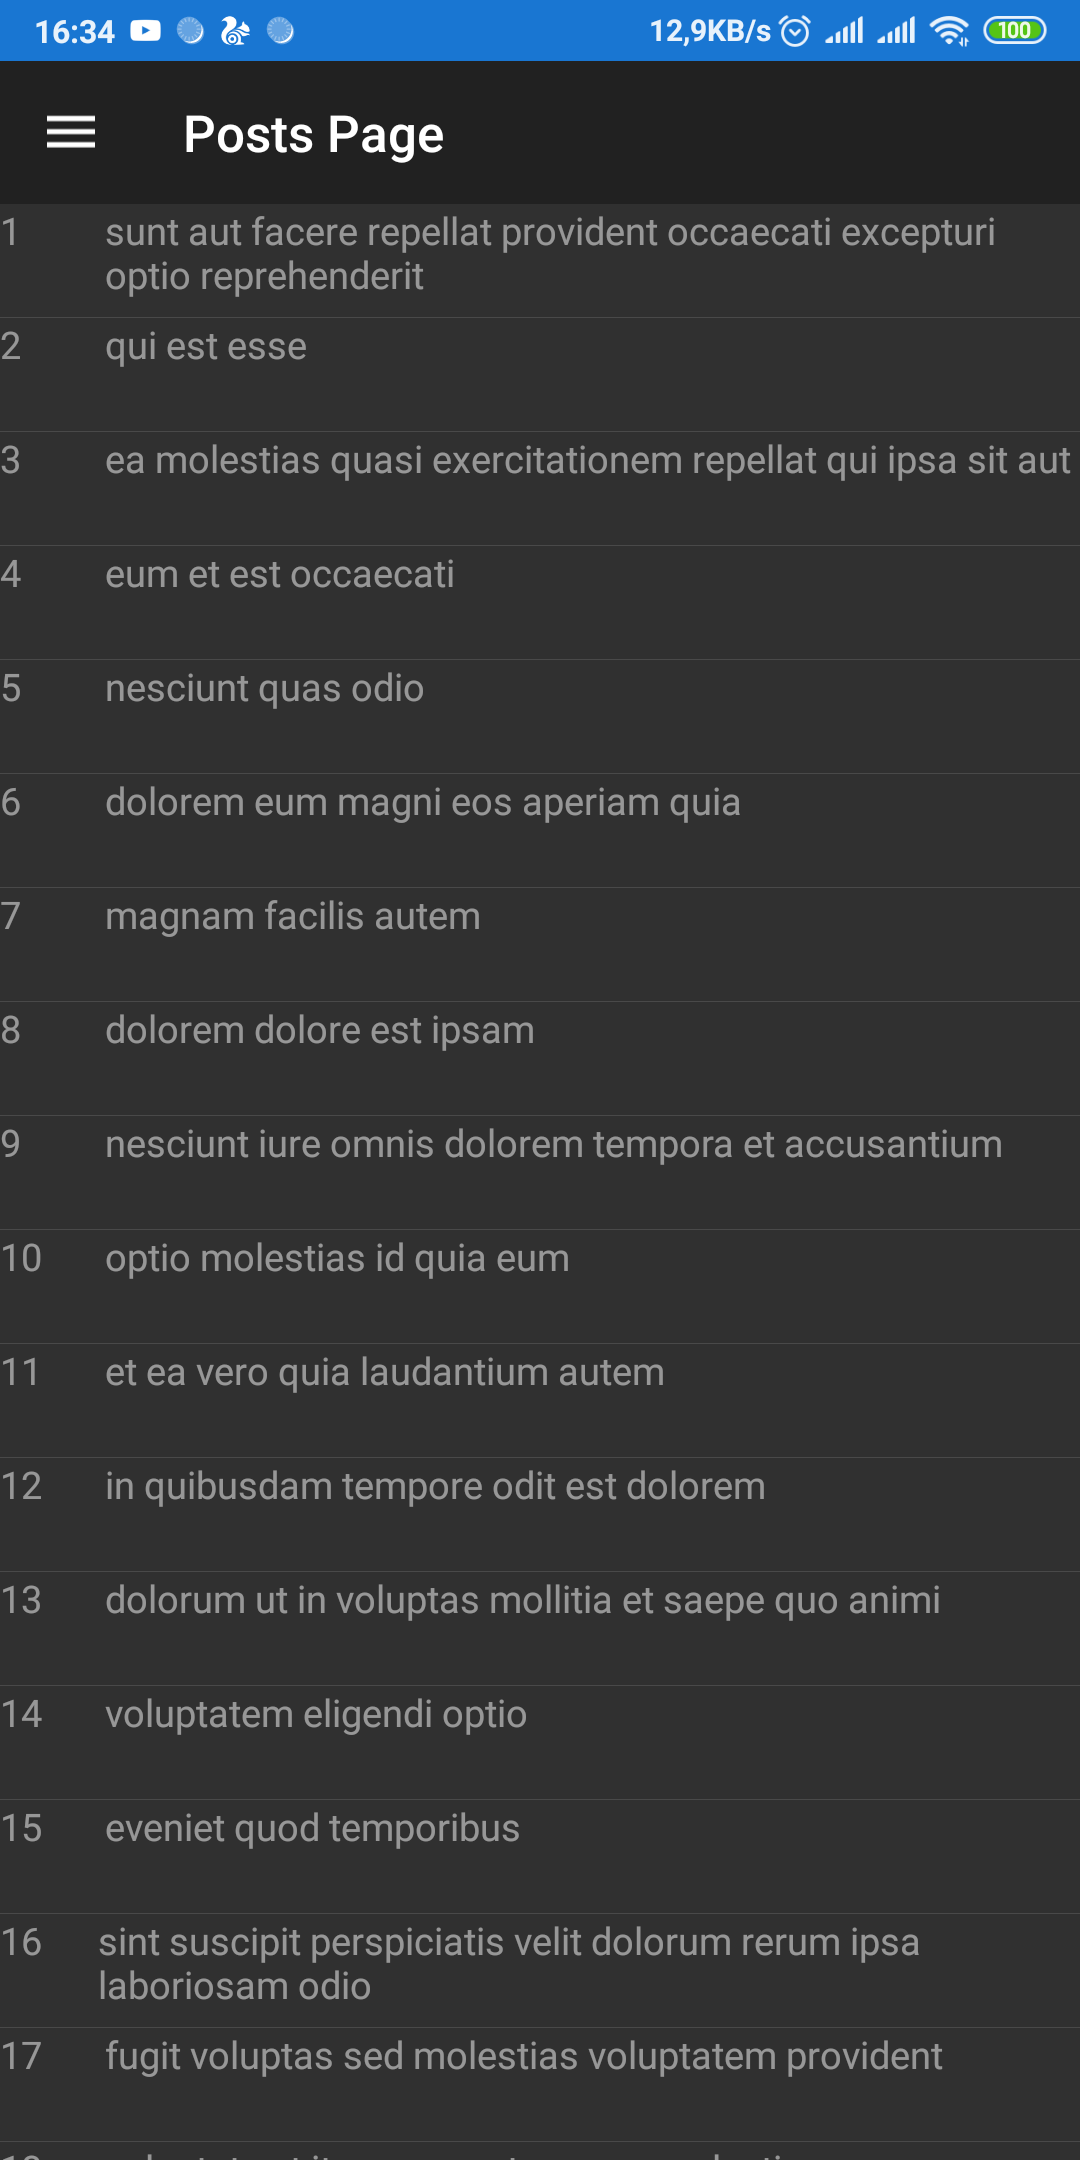 16:34 12,9KB/s 100
Posts Page
1 sunt aut facere repellat provident occaecati excepturi
optio reprehenderit
2 qui est esse
3 ea molestias quasi exercitationem repellat qui ipsa sit aut
4 eum et est occaecati
5 nesciunt quas odio
6 dolorem eum magni eos aperiam quia
7 magnam facilis autem
8 dolorem dolore est ipsam
9 nesciunt iure omnis dolorem tempora et accusantium
10 optio molestias id quia eum
11 et ea vero quia laudantium autem
12 in quibusdam tempore odit est dolorem
13 dolorum ut in voluptas mollitia et saepe quo animi
14 voluptatem eligendi optio
15 eveniet quod temporibus
16 sint suscipit perspiciatis velit dolorum rerum ipsa
laboriosam odio
17 fugit voluptas sed molestias voluptatem provident